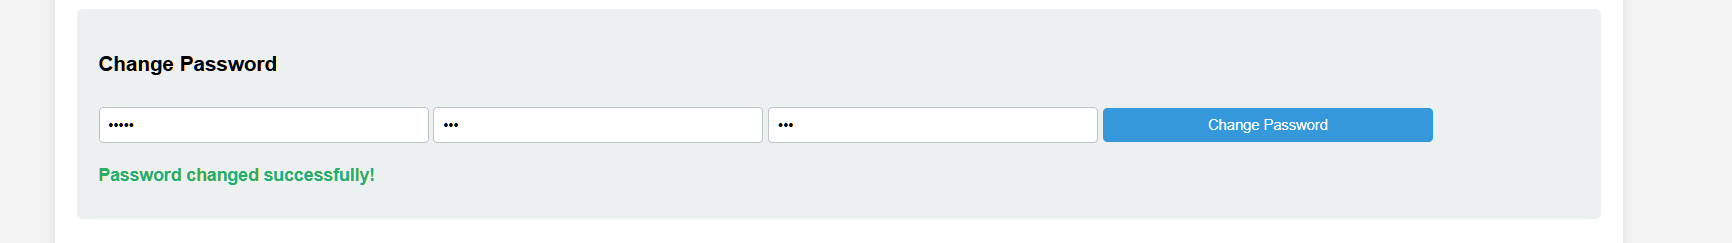 Change Password
••••• ••• ••• Change Password
Password changed successfully!